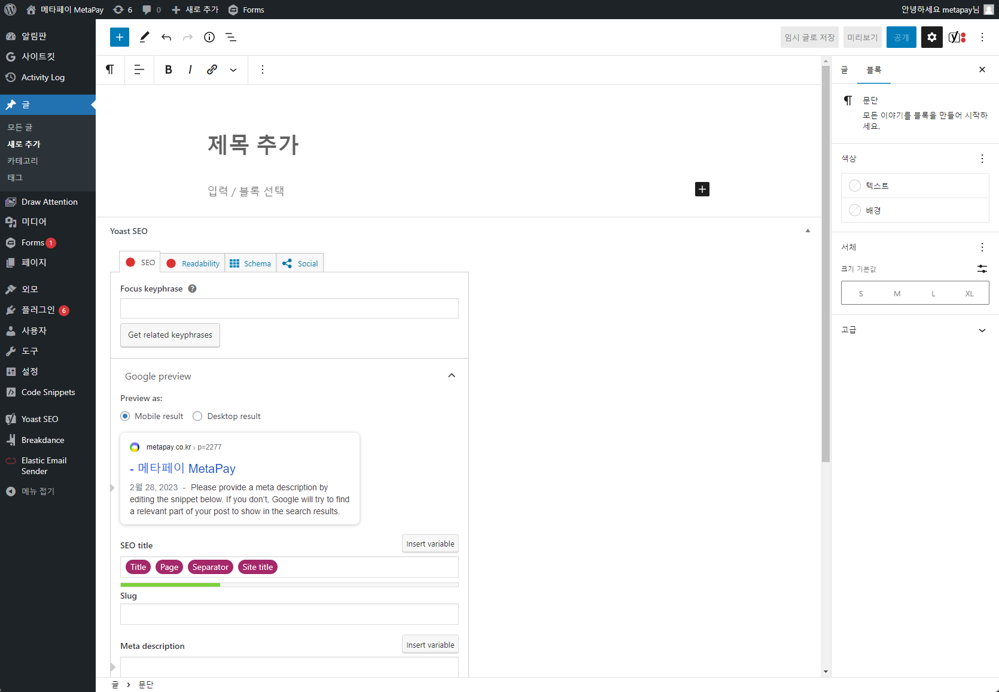 메타페이 MetaPay 6 0 새로 추가 Forms 안녕하세요 metapay님
알림판
사이트킷
Activity Log
글
모든 글
새로 추가
카테고리
태그
Draw Attention
미디어
Forms 1
페이지
외모
플러그인 6
사용자
도구
설정
Code Snippets
Yoast SEO
Breakdance
Elastic Email
Sender
메뉴 접기
임시 글로 저장 미리보기 공개
B I
제목 추가
입력 / 블록 선택
Yoast SEO
SEO Readability Schema Social
Focus keyphrase ?
Get related keyphrases
Google preview
Preview as:
Mobile result Desktop result
metapay.co.kr › p=2277
- 메타페이 MetaPay
2월 28, 2023 - Please provide a meta description by
editing the snippet below. If you don’t, Google will try to find
a relevant part of your post to show in the search results.
SEO title Insert variable
Title Page Separator Site title
Slug
Meta description Insert variable
글 › 문단
글 블록
문단
모든 이야기를 블록을 만들어 시작하
세요.
색상
텍스트
배경
서체
크기 기본값
S M L XL
고급